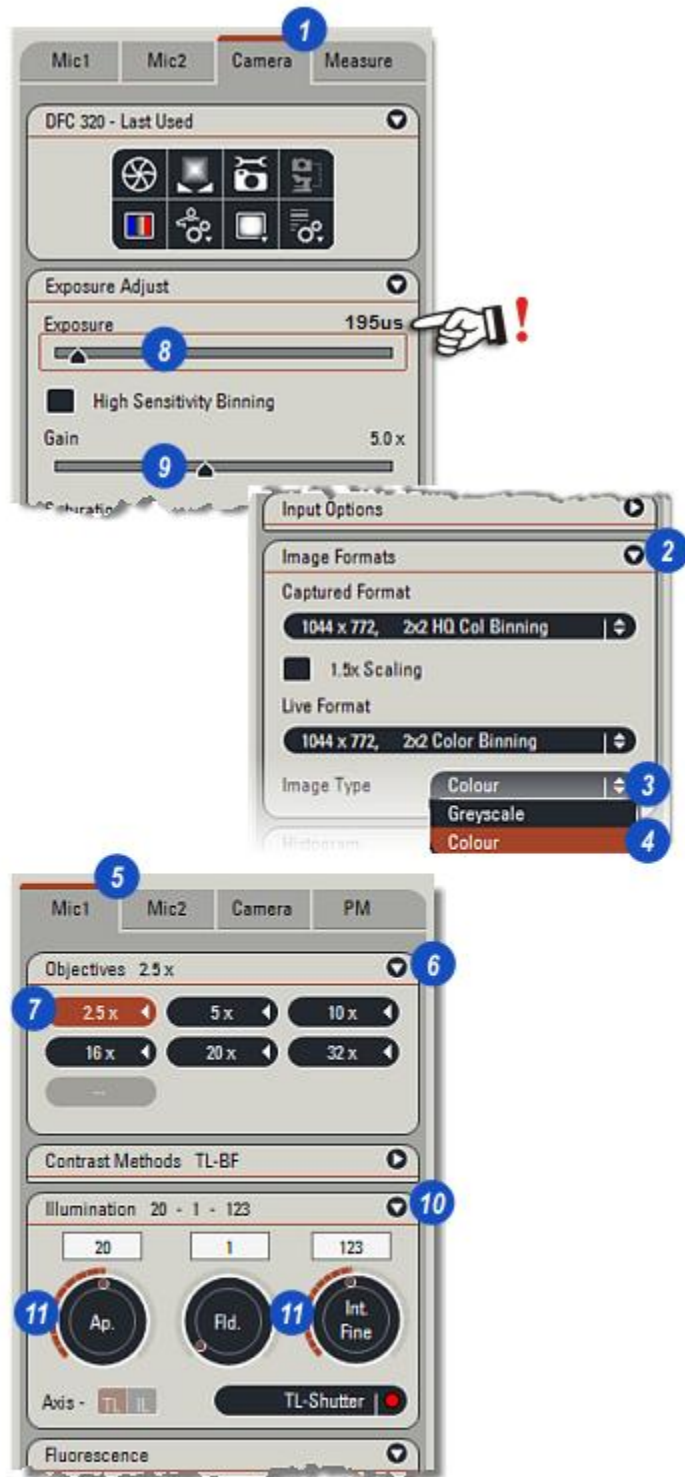 1
Mic1 Mic2 Camera Measure
DFC 320 - Last Used
Exposure Adjust
Exposure 195us !
8
High Sensitivity Binning
Gain 5.0 x
9
Saturatio
Input Options
Image Formats 2
Captured Format
1044 x 772, 2x2 HQ Col Binning
1.5x Scaling
Live Format
1044 x 772, 2x2 Color Binning
Image Type Colour 3
Greyscale
Colour 4
Histogram
5
Mic1 Mic2 Camera PM
Objectives 2.5 x 6
7 2.5 x 5 x 10 x
16 x 20 x 32 x
--
Contrast Methods TL-BF
Illumination 20 - 1 - 123 10
20 1 123
11 Ap. Fld. 11 Int. Fine
Axis - TL IL TL-Shutter
Fluorescence